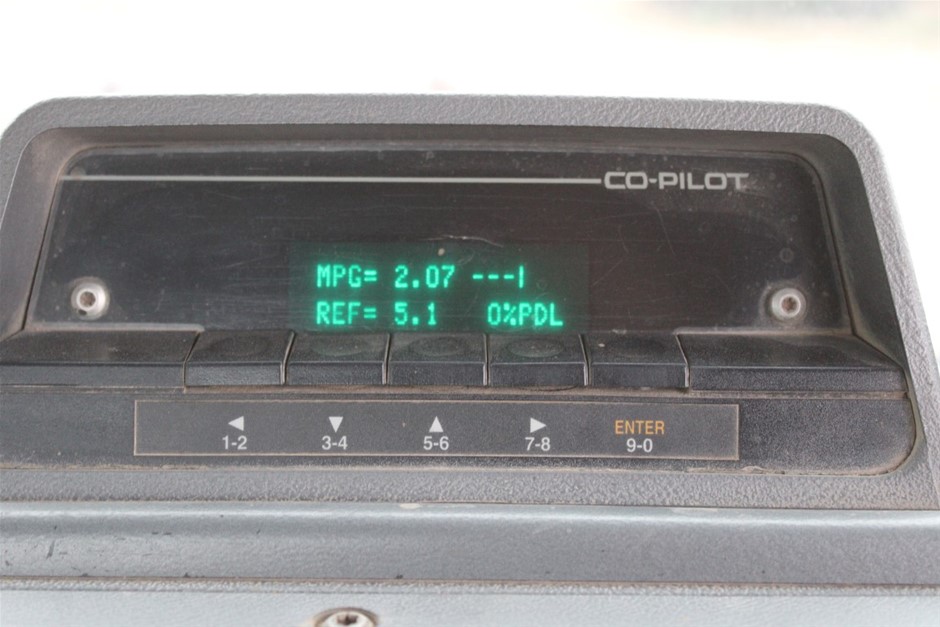 CO-PILOT
MPG= 2.07 ---|
REF= 5.1 0%PDL
◀ ▼ ▲ ▶ ENTER
1-2 3-4 5-6 7-8 9-0